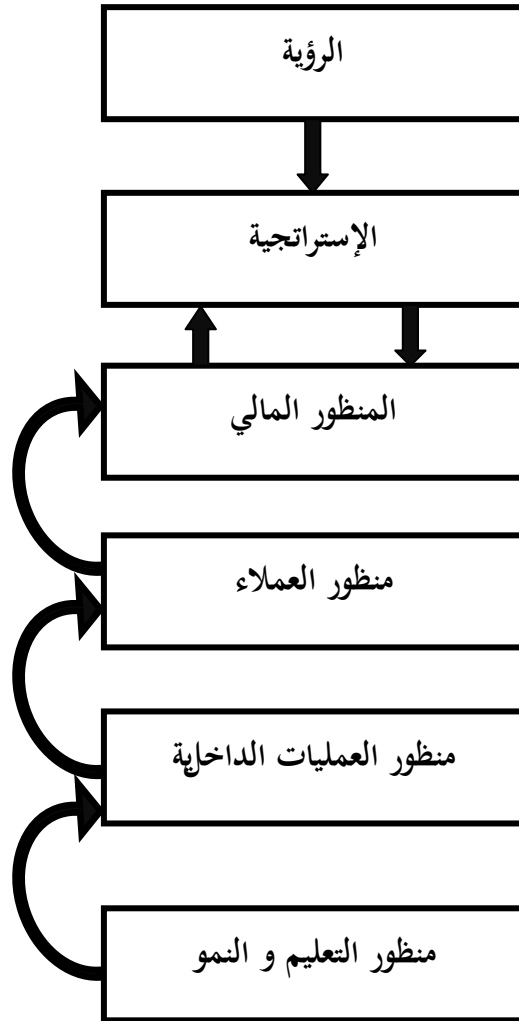 الرؤية
الإستراتجية
المنظور المالي
منظور العملاء
منظور العمليات الداخلية
منظور التعليم و النمو